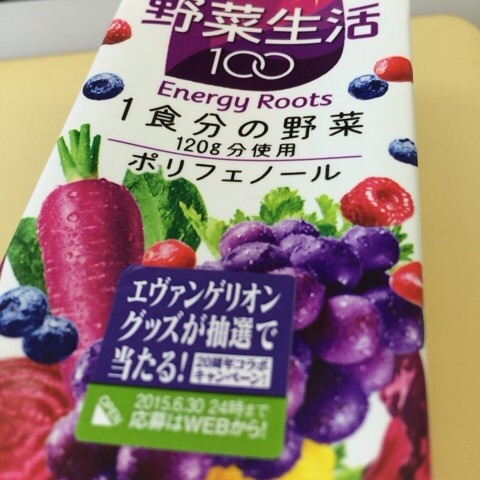 野菜生活
100
Energy Roots
1食分の野菜
120g分使用
ポリフェノール
エヴァンゲリオン
グッズが抽選で
当たる!
20周年コラボ
キャンペーン!
2015.6.30 24時まで
応募はWEBから!